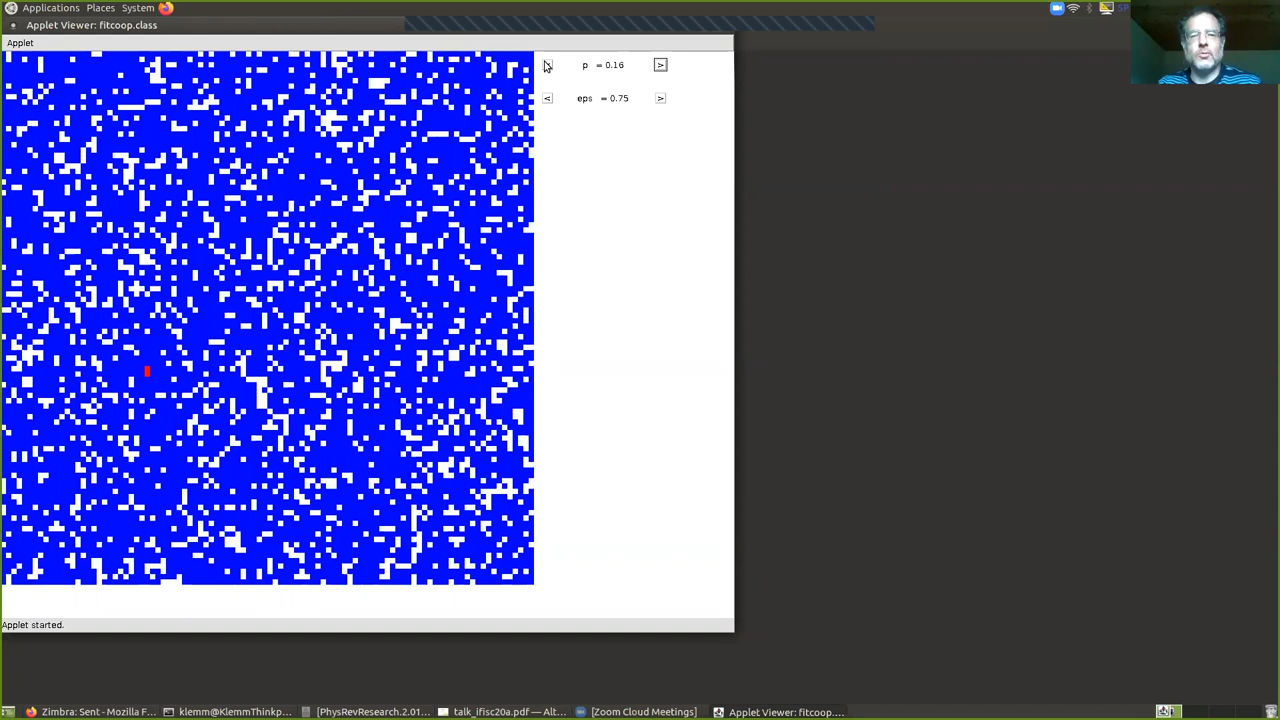 Applications Places System
Applet Viewer: fitcoop.class
Applet
p = 0.16 >
< eps = 0.75 >
Applet started.
Zimbra: Sent - Mozilla F... klemm@KlemmThinkp... [PhysRevResearch.2.01... talk_ifisc20a.pdf — Atl... [Zoom Cloud Meetings] Applet Viewer: fitcoop....